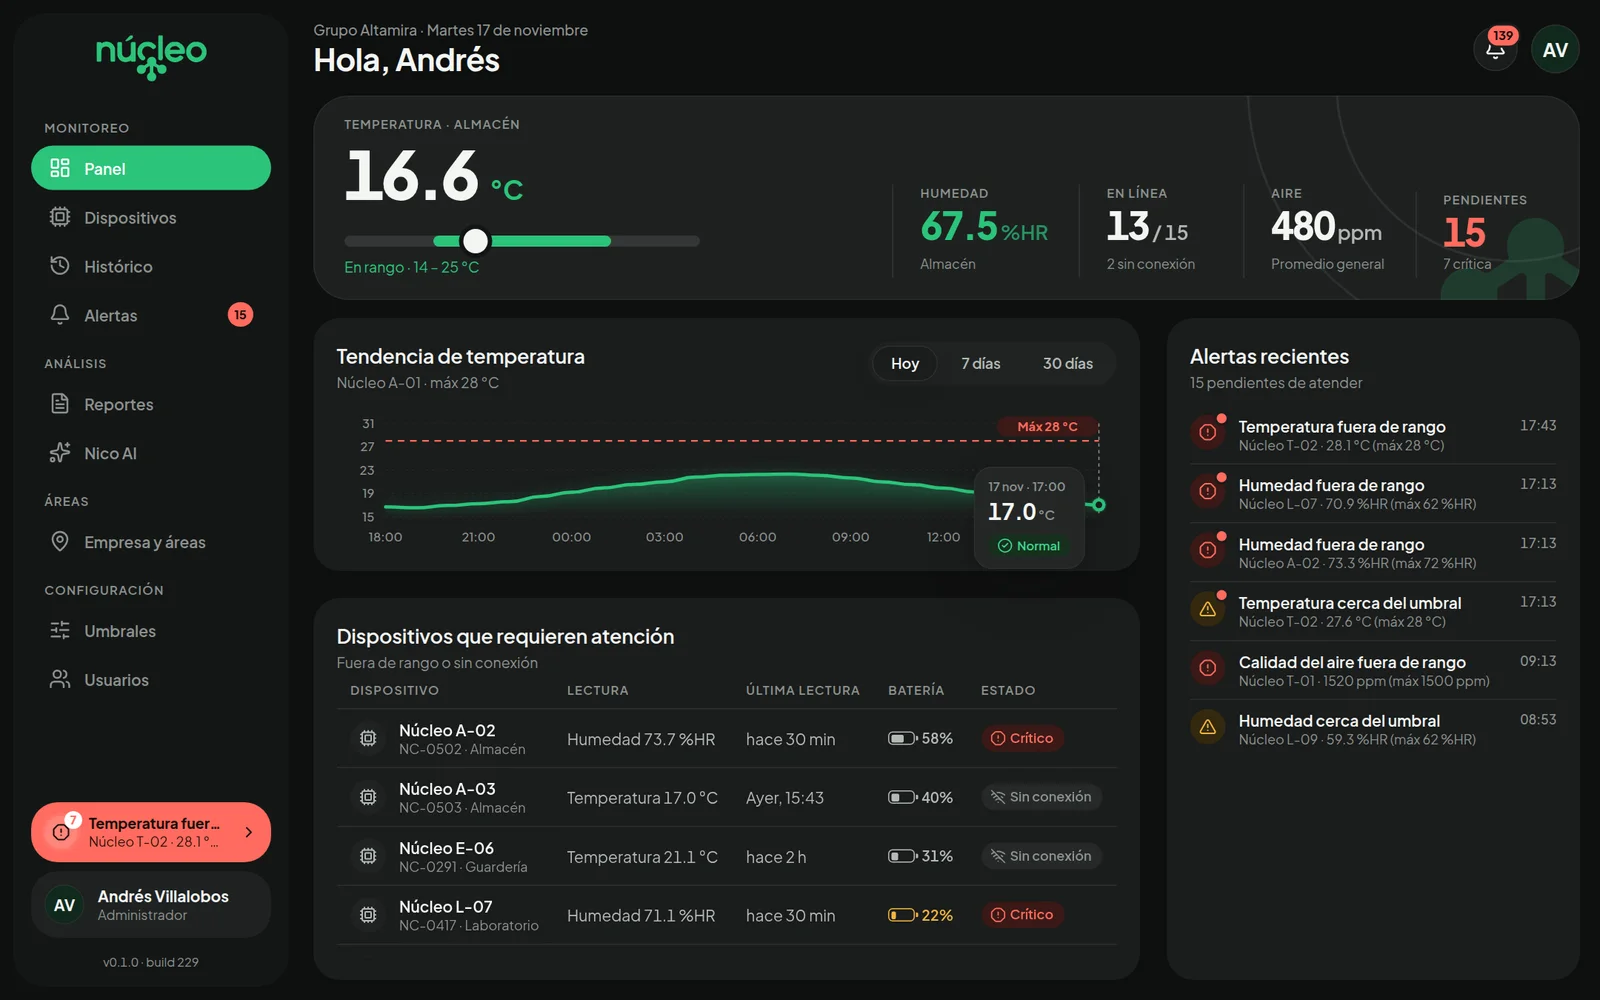 núcleo
MONITOREO
Panel
Dispositivos
Histórico
Alertas 15
ANÁLISIS
Reportes
Nico AI
ÁREAS
Empresa y áreas
CONFIGURACIÓN
Umbrales
Usuarios
7
Temperatura fuer...
Núcleo T-02 · 28.1 °...
AV
Andrés Villalobos
Administrador
v0.1.0 · build 229
Grupo Altamira · Martes 17 de noviembre
Hola, Andrés
139
AV
TEMPERATURA · ALMACÉN
16.6 °C
En rango · 14 – 25 °C
HUMEDAD
67.5 %HR
Almacén
EN LÍNEA
13 / 15
2 sin conexión
AIRE
480 ppm
Promedio general
PENDIENTES
15
7 crítica
Tendencia de temperatura
Núcleo A-01 · máx 28 °C
Hoy 7 días 30 días
31
27
23
19
15
Máx 28 °C
17 nov · 17:00
17.0 °C
Normal
18:00 21:00 00:00 03:00 06:00 09:00 12:00
Dispositivos que requieren atención
Fuera de rango o sin conexión
DISPOSITIVO LECTURA ÚLTIMA LECTURA BATERÍA ESTADO
Núcleo A-02
NC-0502 · Almacén
Humedad 73.7 %HR hace 30 min 58% Crítico
Núcleo A-03
NC-0503 · Almacén
Temperatura 17.0 °C Ayer, 15:43 40% Sin conexión
Núcleo E-06
NC-0291 · Guardería
Temperatura 21.1 °C hace 2 h 31% Sin conexión
Núcleo L-07
NC-0417 · Laboratorio
Humedad 71.1 %HR hace 30 min 22% Crítico
Alertas recientes
15 pendientes de atender
Temperatura fuera de rango 17:43
Núcleo T-02 · 28.1 °C (máx 28 °C)
Humedad fuera de rango 17:13
Núcleo L-07 · 70.9 %HR (máx 62 %HR)
Humedad fuera de rango 17:13
Núcleo A-02 · 73.3 %HR (máx 72 %HR)
Temperatura cerca del umbral 17:13
Núcleo T-02 · 27.6 °C (máx 28 °C)
Calidad del aire fuera de rango 09:13
Núcleo T-01 · 1520 ppm (máx 1500 ppm)
Humedad cerca del umbral 08:53
Núcleo L-09 · 59.3 %HR (máx 62 %HR)